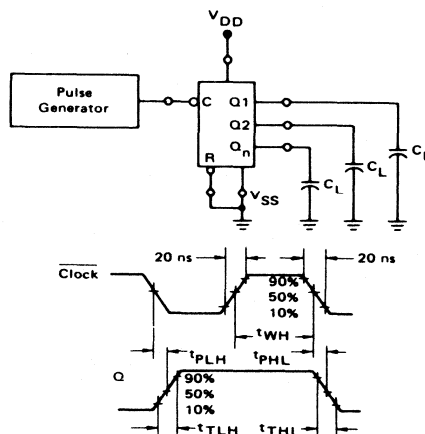 VDD
Pulse
Generator
C
Q1
Q2
Qn
R
VSS
CL
CL
CL
20 ns
20 ns
Clock
90%
50%
10%
tWH
tPLH
tPHL
Q
90%
50%
10%
tTLH
tTHL